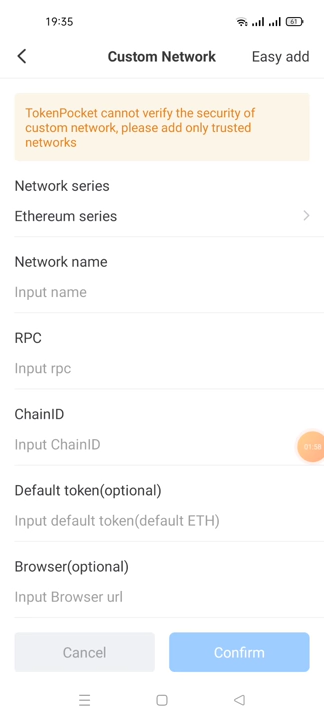 19:35
61
Custom Network
Easy add
TokenPocket cannot verify the security of
custom network, please add only trusted
networks
Network series
Ethereum series
Network name
Input name
RPC
Input rpc
ChainID
Input ChainID
01:58
Default token(optional)
Input default token(default ETH)
Browser(optional)
Input Browser url
Cancel
Confirm